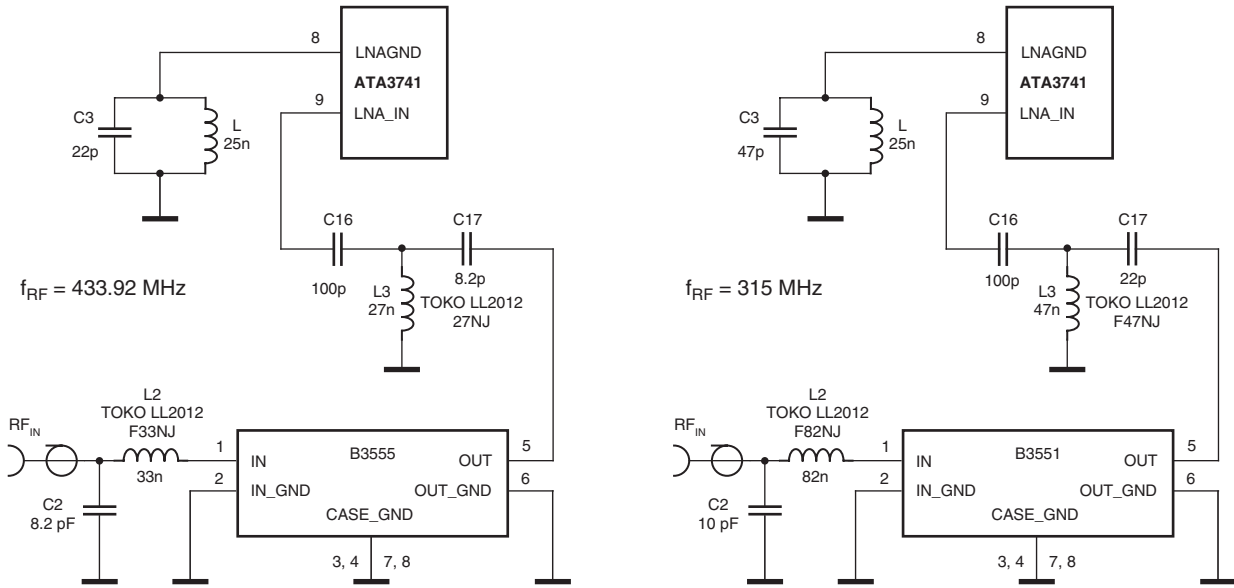 8
LNAGND
ATA3741
9
LNA_IN
C3
22p
L
25n
C16
100p
C17
8.2p
L3
27n
TOKO LL2012
27NJ
fRF = 433.92 MHz
L2
TOKO LL2012
F33NJ
33n
RFIN
C2
8.2 pF
1
2
IN
IN_GND
B3555
OUT
OUT_GND
CASE_GND
5
6
3, 4
7, 8
8
LNAGND
ATA3741
9
LNA_IN
C3
47p
L
25n
C16
100p
C17
22p
L3
47n
TOKO LL2012
F47NJ
fRF = 315 MHz
L2
TOKO LL2012
F82NJ
82n
RFIN
C2
10 pF
1
2
IN
IN_GND
B3551
OUT
OUT_GND
CASE_GND
5
6
3, 4
7, 8